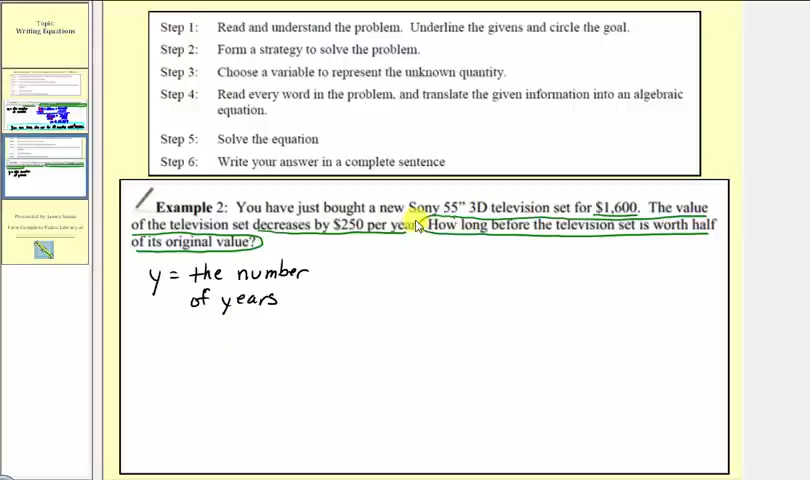 Topic:
Writing Equations
Step 1: Read and understand the problem. Underline the givens and circle the goal.
Step 2: Form a strategy to solve the problem.
Step 3: Choose a variable to represent the unknown quantity.
Step 4: Read every word in the problem, and translate the given information into an algebraic
equation.
Step 5: Solve the equation
Step 6: Write your answer in a complete sentence
Example 2: You have just bought a new Sony 55" 3D television set for $1,600. The value
of the television set decreases by $250 per year. How long before the television set is worth half
of its original value?
y = the number
of years
Presented by James Sousa